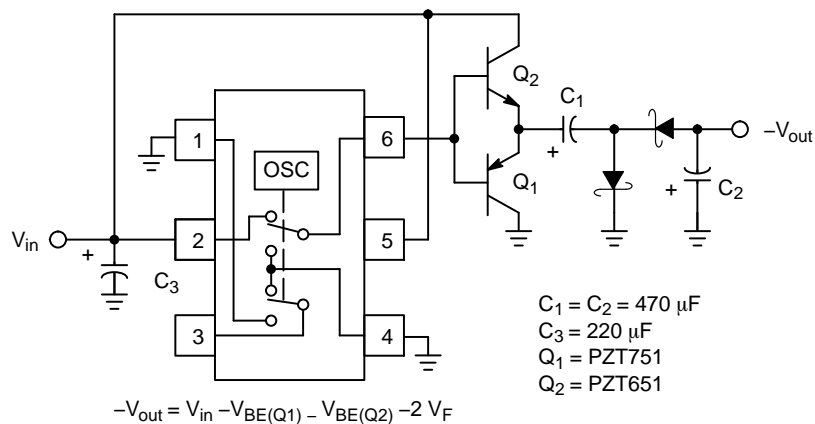 Q2
C1
+
–Vout
Q1
+
C2
1
6
OSC
Vin
+
C3
2
5
3
4
C1 = C2 = 470 μF
C3 = 220 μF
Q1 = PZT751
Q2 = PZT651
–Vout = Vin –VBE(Q1) – VBE(Q2) –2 VF